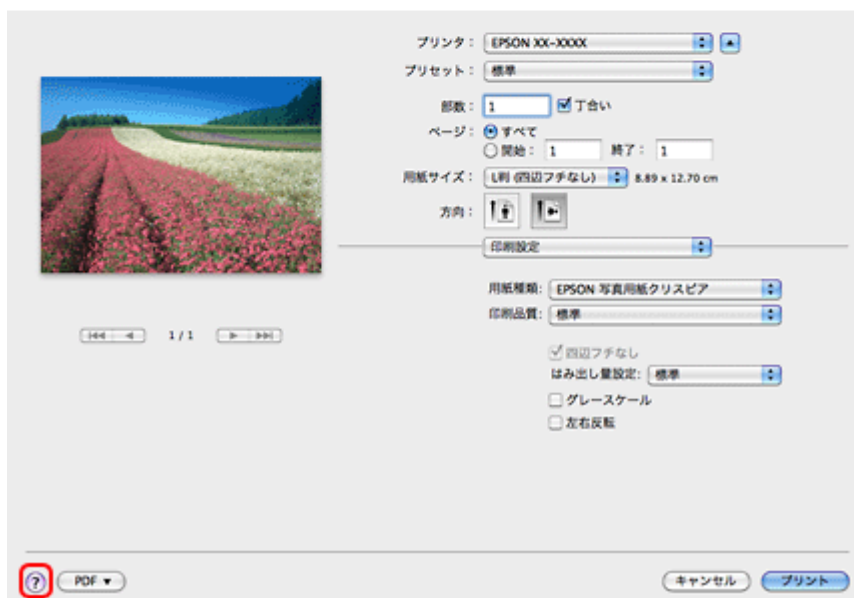 プリンタ： EPSON XX-XXXX
プリセット： 標準
部数： 1 丁合い
ページ： すべて
開始： 1 終了： 1
用紙サイズ： L判 (四辺フチなし) 8.89 x 12.70 cm
方向：
印刷設定
用紙種類: EPSON 写真用紙クリスピア
印刷品質: 標準
1 / 1
四辺フチなし
はみ出し量設定: 標準
グレースケール
左右反転
? PDF ▼ キャンセル プリント